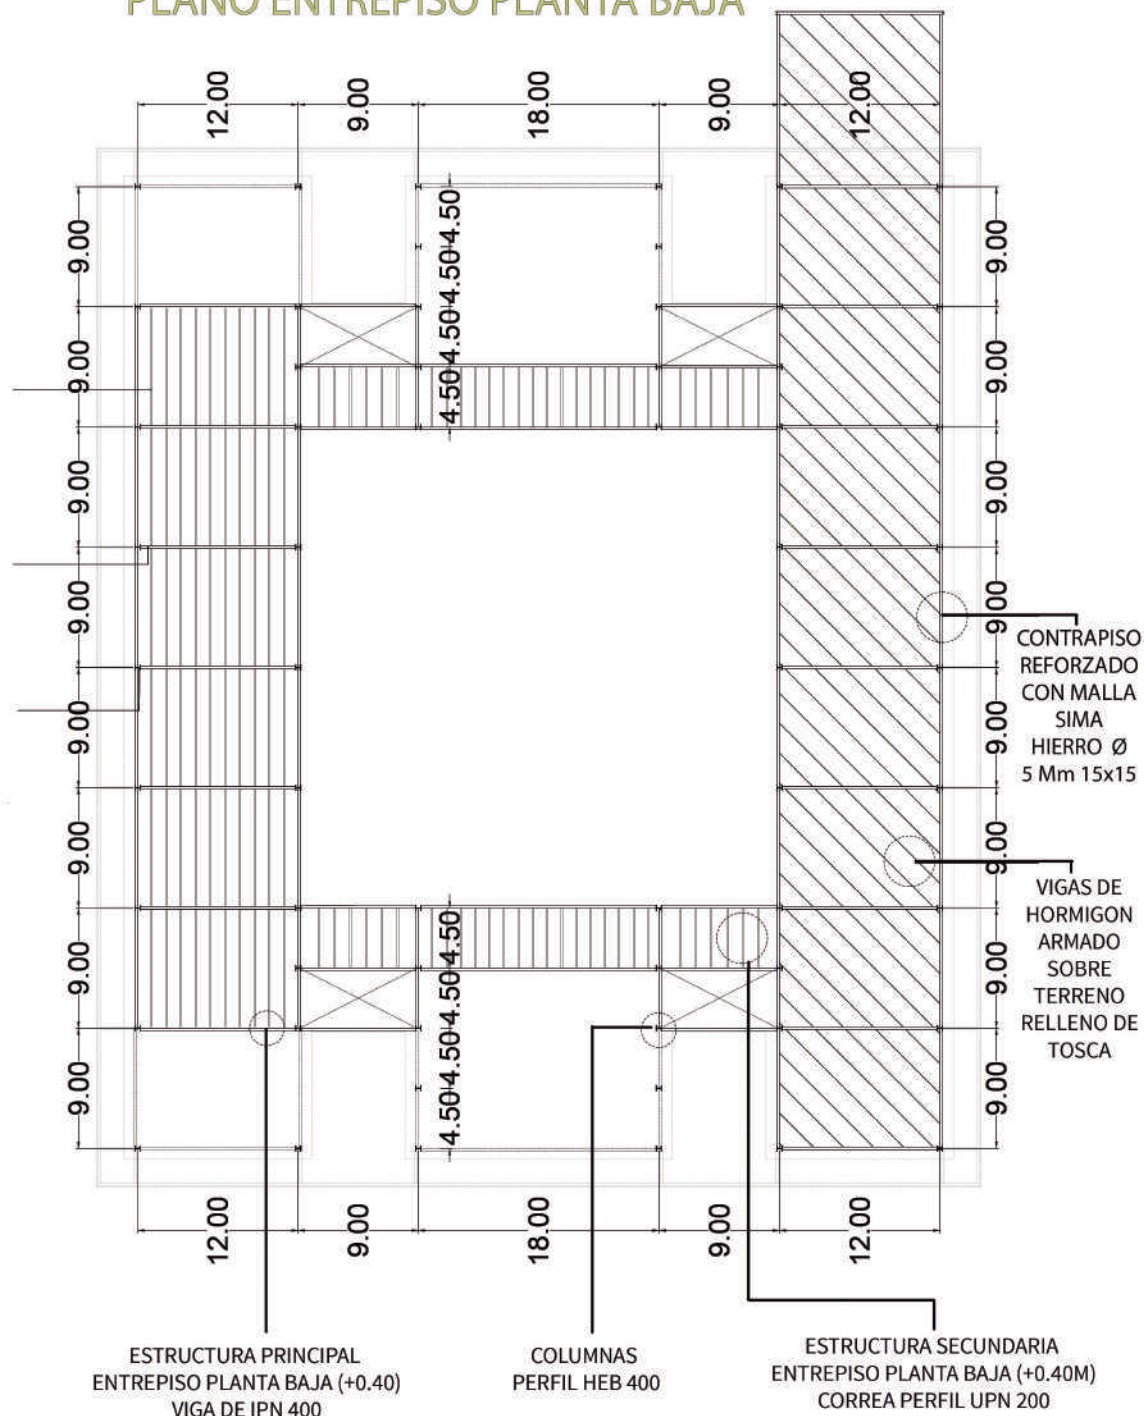 PLANO ENTREPISO PLANTA BAJA
12.00
9.00
18.00
9.00
12.00
9.00
9.00
9.00
9.00
9.00
9.00
9.00
9.00
4.50
4.50
4.50
4.50
4.50
4.50
4.50
4.50
9.00
9.00
9.00
9.00
9.00
9.00
9.00
9.00
CONTRAPISO
REFORZADO
CON MALLA
SIMA
HIERRO Ø
5 Mm 15x15
VIGAS DE
HORMIGON
ARMADO
SOBRE
TERRENO
RELLENO DE
TOSCA
12.00
9.00
18.00
9.00
12.00
ESTRUCTURA PRINCIPAL
ENTREPISO PLANTA BAJA (+0.40)
VIGA DE IPN 400
COLUMNAS
PERFIL HEB 400
ESTRUCTURA SECUNDARIA
ENTREPISO PLANTA BAJA (+0.40M)
CORREA PERFIL UPN 200